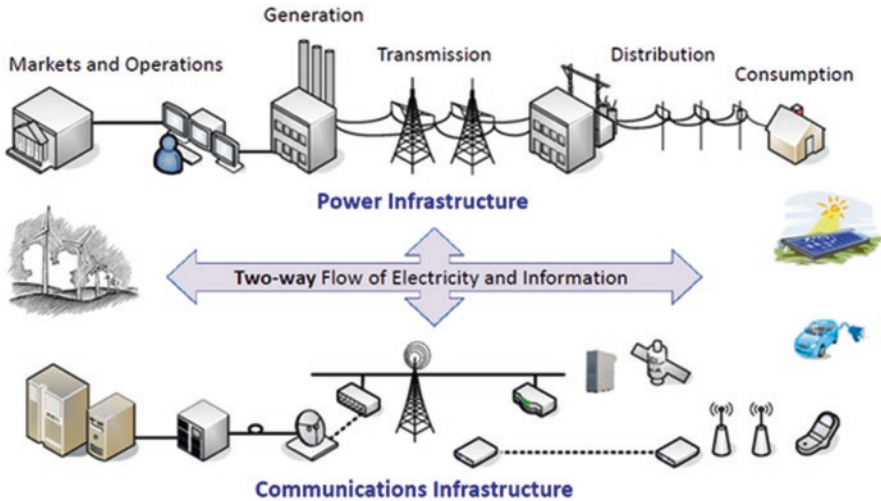 Generation
Markets and Operations
Transmission
Distribution
Consumption
Power Infrastructure
Two-way Flow of Electricity and Information
Communications Infrastructure